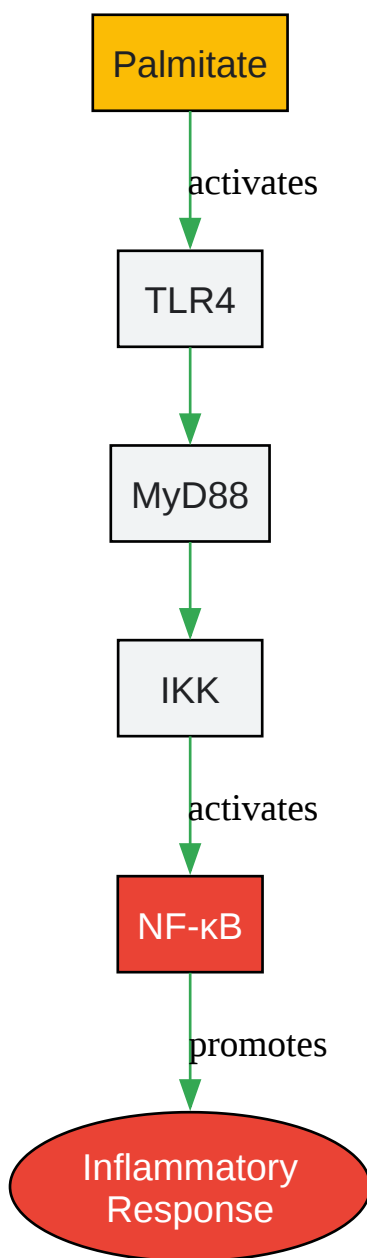 Palmitate
activates
TLR4
MyD88
IKK
activates
NF-κB
promotes
Inflammatory
Response